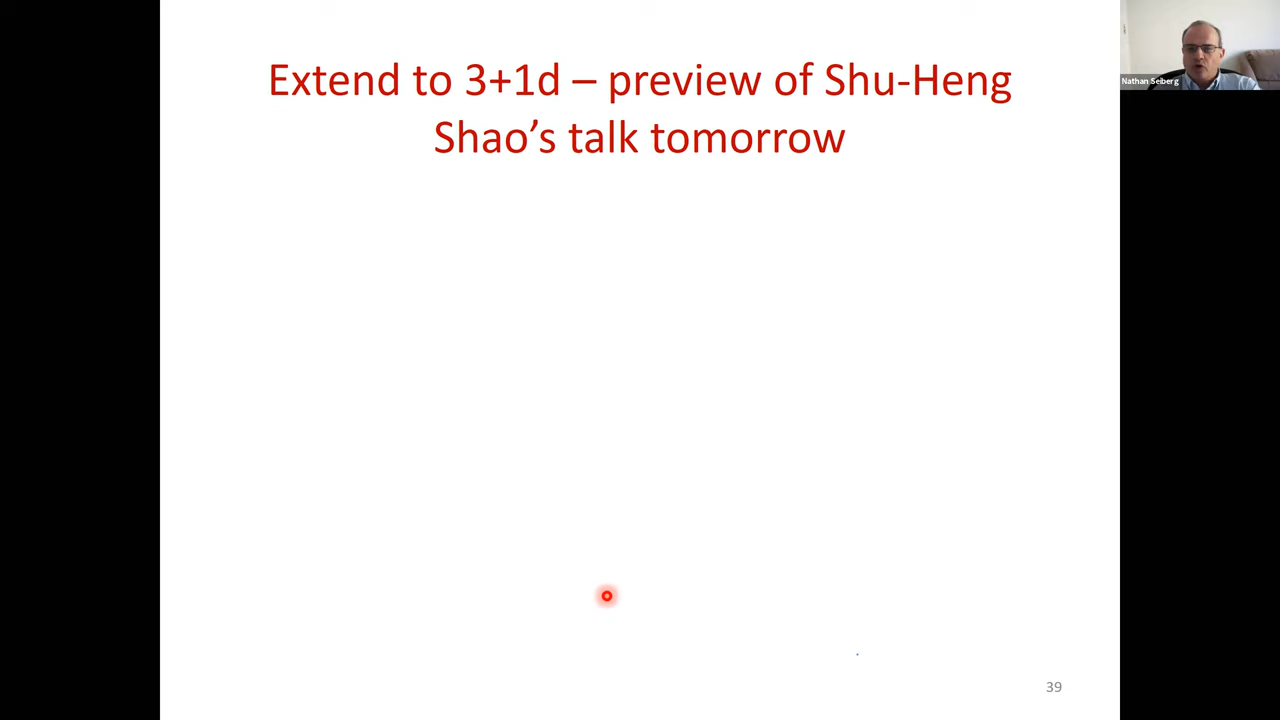 Extend to 3+1d – preview of Shu-Heng
Shao’s talk tomorrow
Nathan Seiberg
39